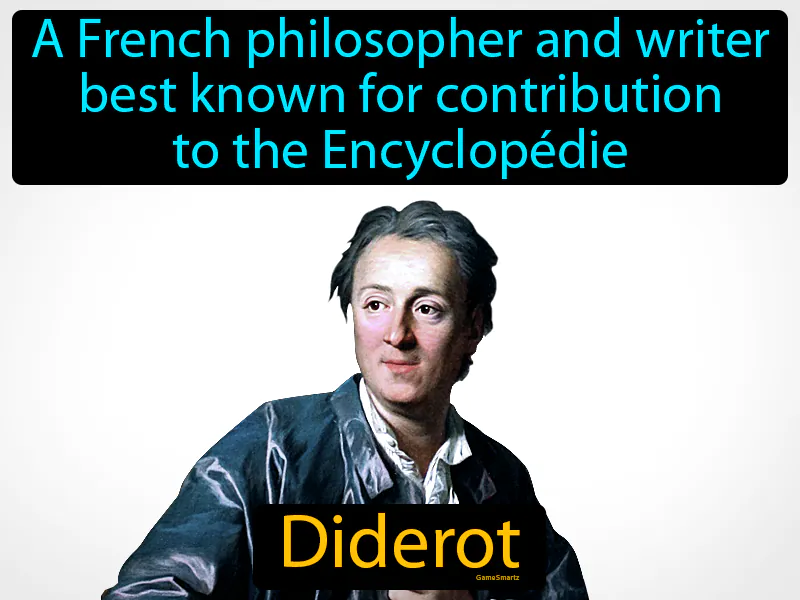 A French philosopher and writer
best known for contribution
to the Encyclopédie
Diderot
GameSmartz